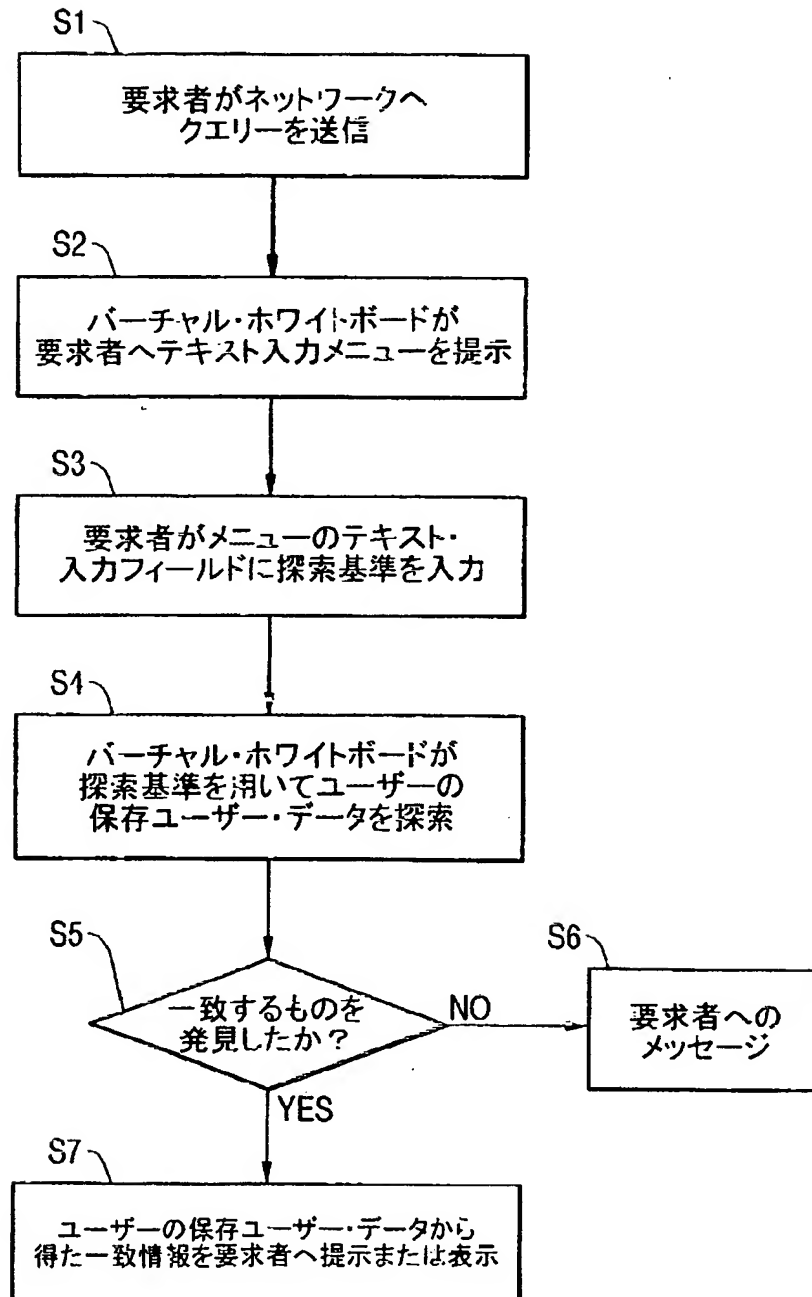 S1
要求者がネットワークへ
クエリーを送信
S2
バーチャル・ホワイトボードが
要求者へテキスト入力メニューを提示
S3
要求者がメニューのテキスト・
入力フィールドに探索基準を入力
S4
バーチャル・ホワイトボードが
探索基準を用いてユーザーの
保存ユーザー・データを探索
S5
一致するものを
発見したか？
NO
S6
要求者への
メッセージ
YES
S7
ユーザーの保存ユーザー・データから
得た一致情報を要求者へ提示または表示